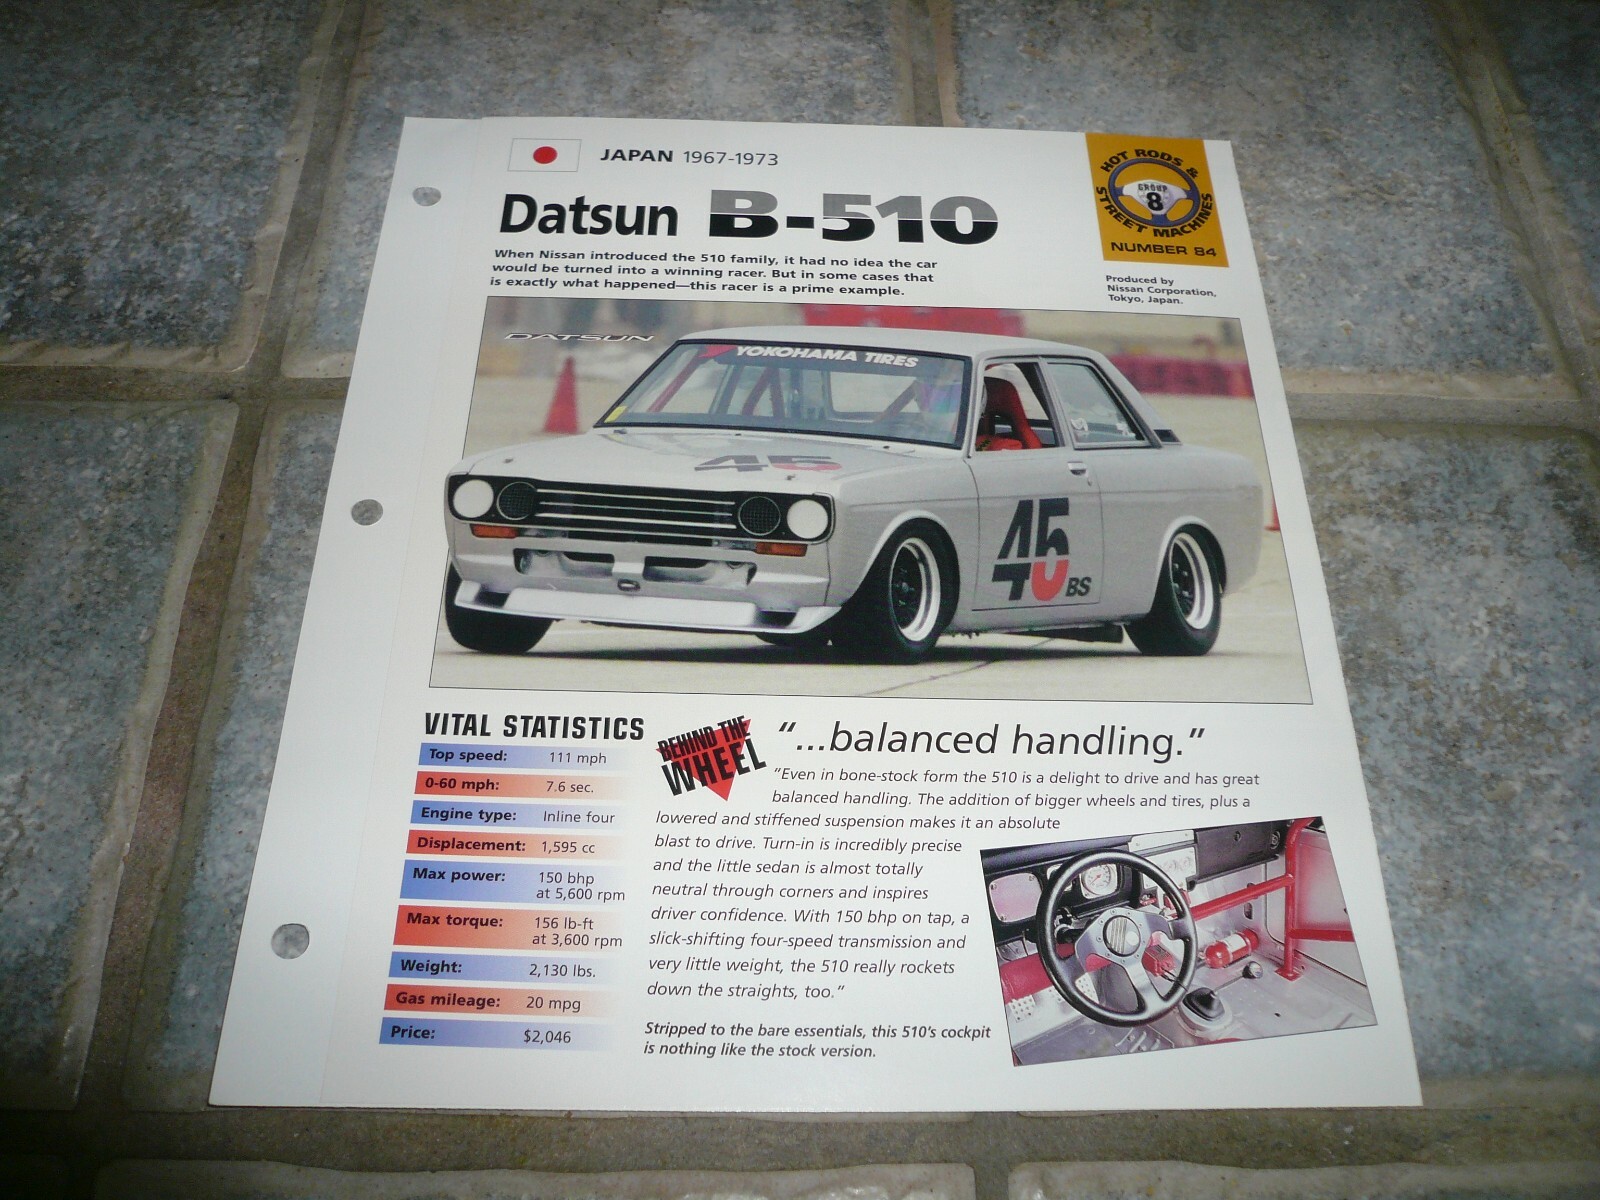 JAPAN 1967-1973
HOT RODS &
STREET MACHINES
GROUP
8
NUMBER 84
Datsun B-510
When Nissan introduced the 510 family, it had no idea the car
would be turned into a winning racer. But in some cases that
is exactly what happened—this racer is a prime example.
Produced by
Nissan Corporation,
Tokyo, Japan.
DATSUN
YOKOHAMA TIRES
45
45
BS
VITAL STATISTICS
Top speed: 111 mph
0-60 mph: 7.6 sec.
Engine type: Inline four
Displacement: 1,595 cc
Max power: 150 bhp
at 5,600 rpm
Max torque: 156 lb-ft
at 3,600 rpm
Weight: 2,130 lbs.
Gas mileage: 20 mpg
Price: $2,046
BEHIND THE
WHEEL
“...balanced handling.”
“Even in bone-stock form the 510 is a delight to drive and has great
balanced handling. The addition of bigger wheels and tires, plus a
lowered and stiffened suspension makes it an absolute
blast to drive. Turn-in is incredibly precise
and the little sedan is almost totally
neutral through corners and inspires
driver confidence. With 150 bhp on tap, a
slick-shifting four-speed transmission and
very little weight, the 510 really rockets
down the straights, too.”
Stripped to the bare essentials, this 510’s cockpit
is nothing like the stock version.